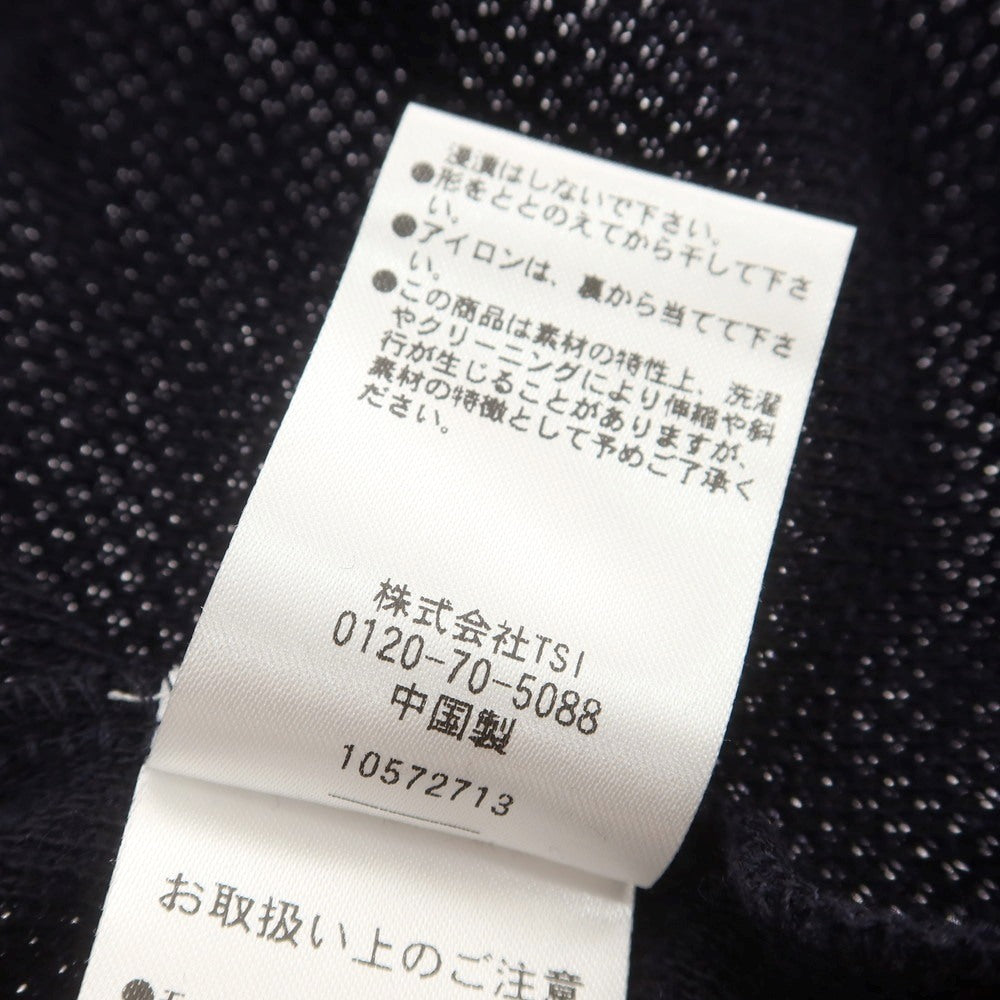 浸漬はしないで下さい。
●形をととのえてから干して下さ
い。
●アイロンは、裏から当てて下さ
い。
●この商品は素材の特性上、洗濯
やクリーニングにより伸縮や斜
行が生じることがありますが、
素材の特徴として予めご了承く
ださい。
株式会社TSI
0120-70-5088
中国製
10572713
お取扱い上のご注意